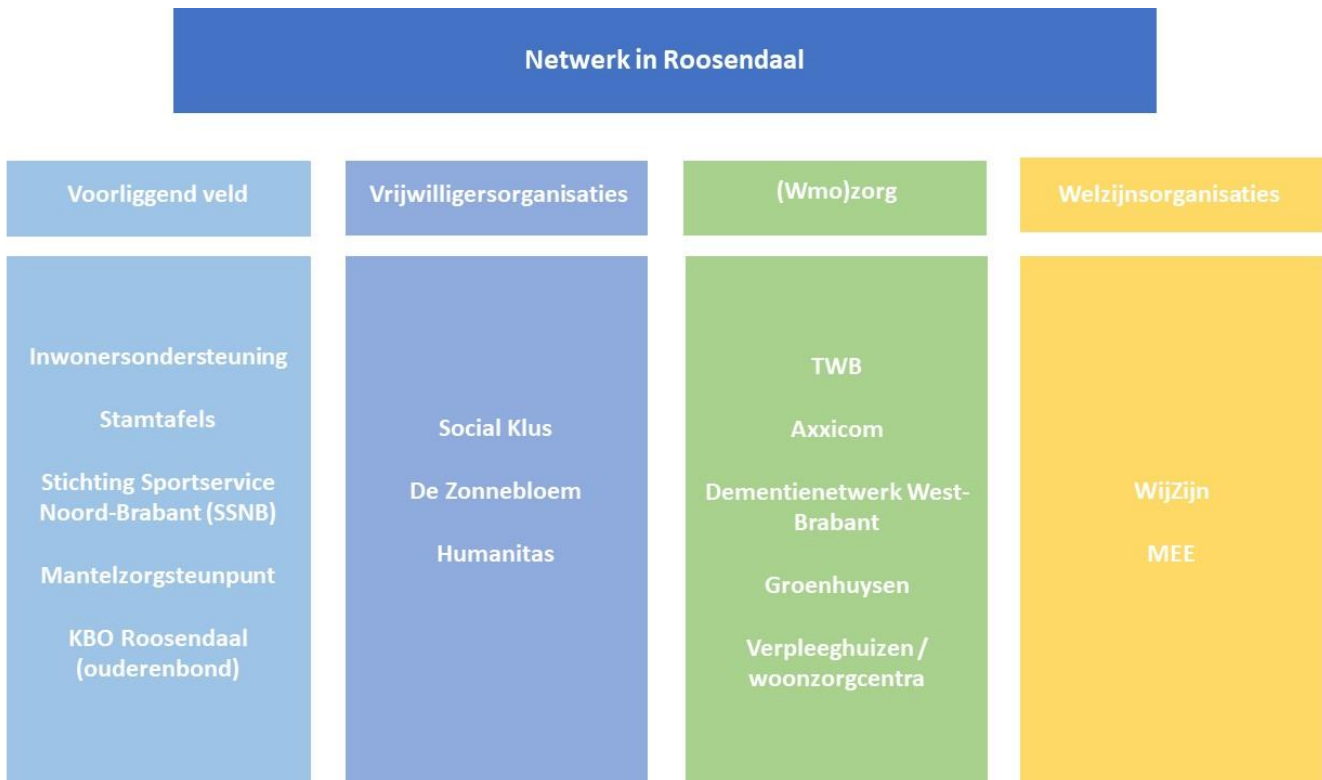 Netwerk in Roosendaal
Voorliggend veld
Vrijwilligersorganisaties
(Wmo)zorg
Welzijnsorganisaties
Inwonersondersteuning
Stamtafels
Stichting Sportservice
Noord-Brabant (SSNB)
Mantelzorgsteunpunt
KBO Roosendaal
(ouderenbond)
Social Klus
De Zonnebloem
Humanitas
TWB
Axxicom
Dementienetwerk West-
Brabant
Groenhuysen
Verpleeghuizen /
woonzorgcentra
WijZijn
MEE